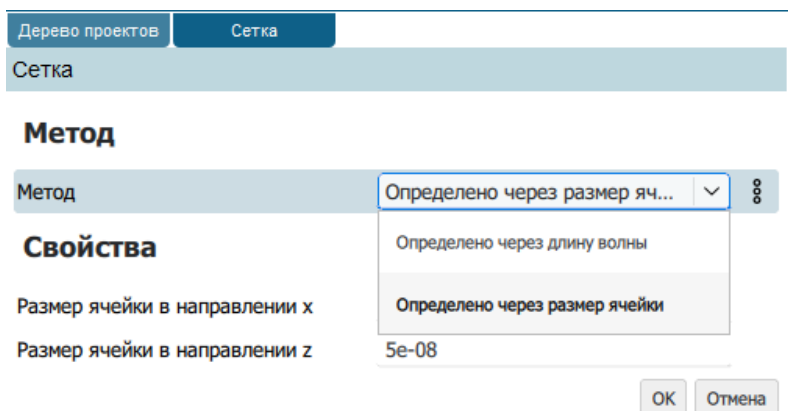 Дерево проектов Сетка
Сетка
Метод
Метод Определено через размер яч...
Свойства
Определено через длину волны
Определено через размер ячейки
Размер ячейки в направлении x
Размер ячейки в направлении z 5e-08
ОК Отмена